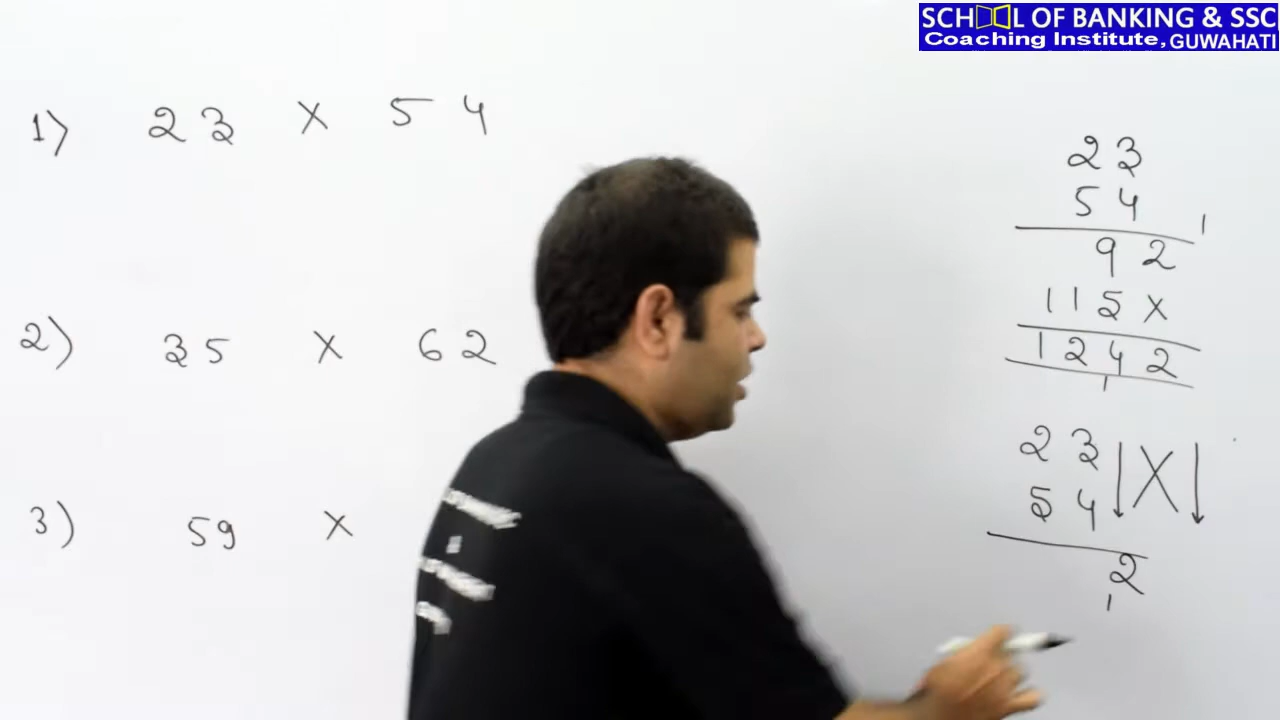 SCHOOL OF BANKING & SSC
Coaching Institute, GUWAHATI
1) 23 X 54
2) 35 X 62
3) 59 X
23
54
1
92
115X
1242
1
23
54
X
2
1